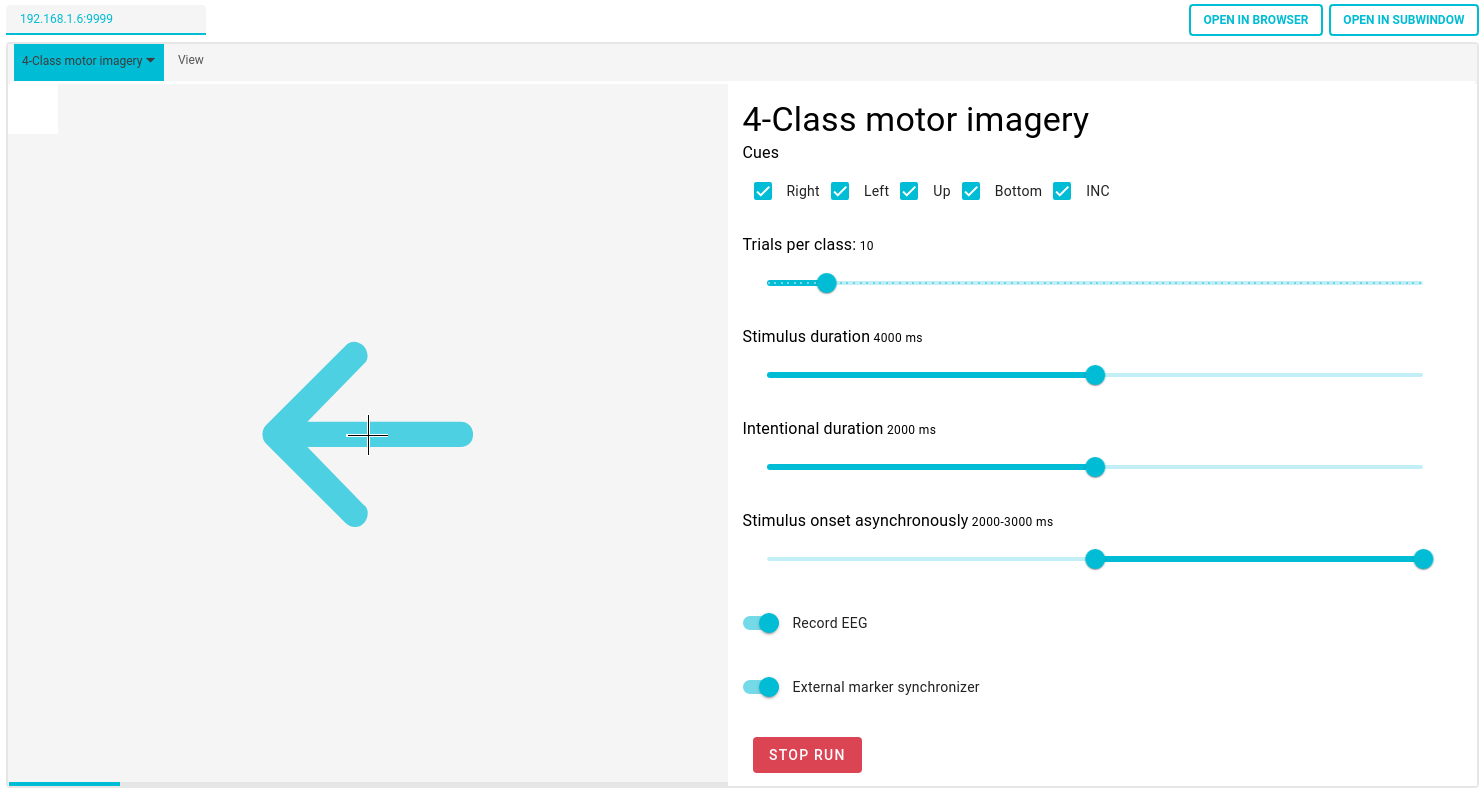 192.168.1.6:9999
OPEN IN BROWSER
OPEN IN SUBWINDOW
4-Class motor imagery
View
4-Class motor imagery
Cues
Right Left Up Bottom INC
Trials per class: 10
Stimulus duration 4000 ms
Intentional duration 2000 ms
Stimulus onset asynchronously 2000-3000 ms
Record EEG
External marker synchronizer
STOP RUN